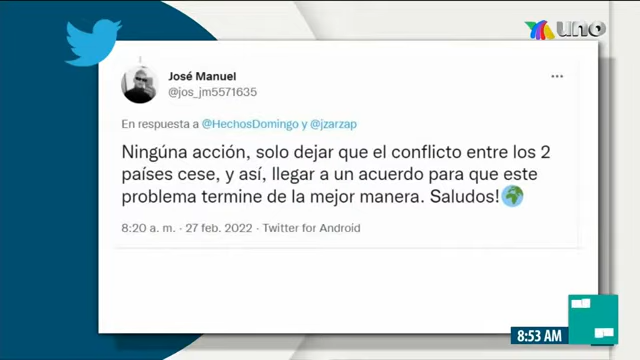 uno
José Manuel
@jos_jm5571635
En respuesta a @HechosDomingo y @jzarzap
Ningúna acción, solo dejar que el conflicto entre los 2
países cese, y así, llegar a un acuerdo para que este
problema termine de la mejor manera. Saludos!🌍
8:20 a. m. · 27 feb. 2022 · Twitter for Android
8:53 AM